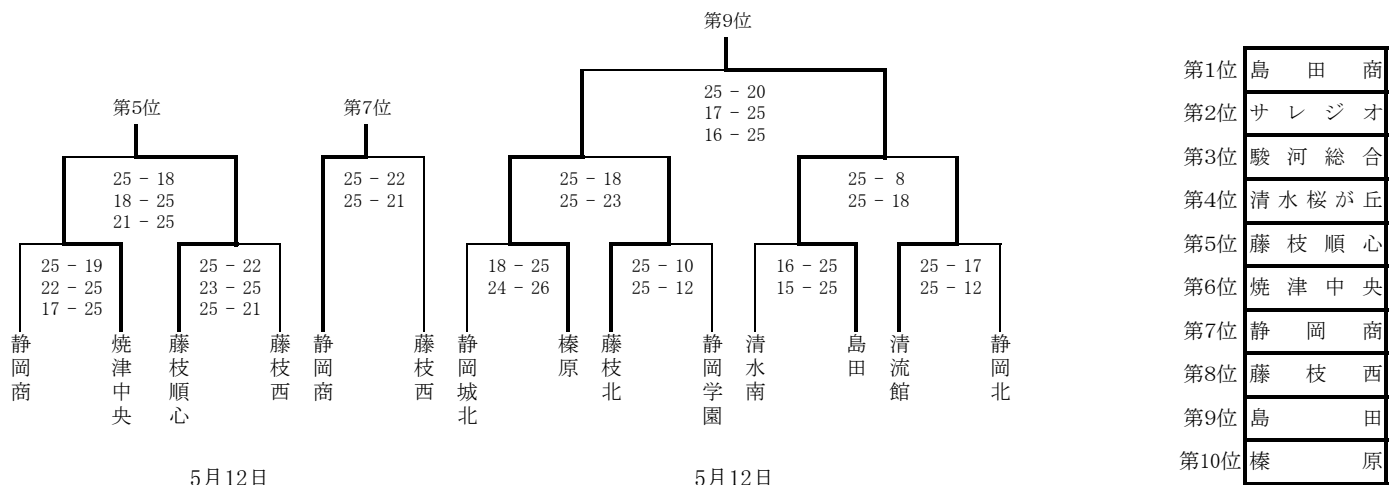 第9位
25 - 20
17 - 25
16 - 25
第5位
第7位
25 - 18
18 - 25
21 - 25
25 - 22
25 - 21
25 - 18
25 - 23
25 - 8
25 - 18
25 - 19
22 - 25
17 - 25
25 - 22
23 - 25
25 - 21
18 - 25
24 - 26
25 - 10
25 - 12
16 - 25
15 - 25
25 - 17
25 - 12
静岡商
焼津中央
藤枝順心
藤枝西
静岡商
藤枝西
静岡城北
榛原
藤枝北
静岡学園
清水南
島田
清流館
静岡北
5月12日
5月12日
第1位 島田商
第2位 サレジオ
第3位 駿河総合
第4位 清水桜が丘
第5位 藤枝順心
第6位 焼津中央
第7位 静岡商
第8位 藤枝西
第9位 島田
第10位 榛原